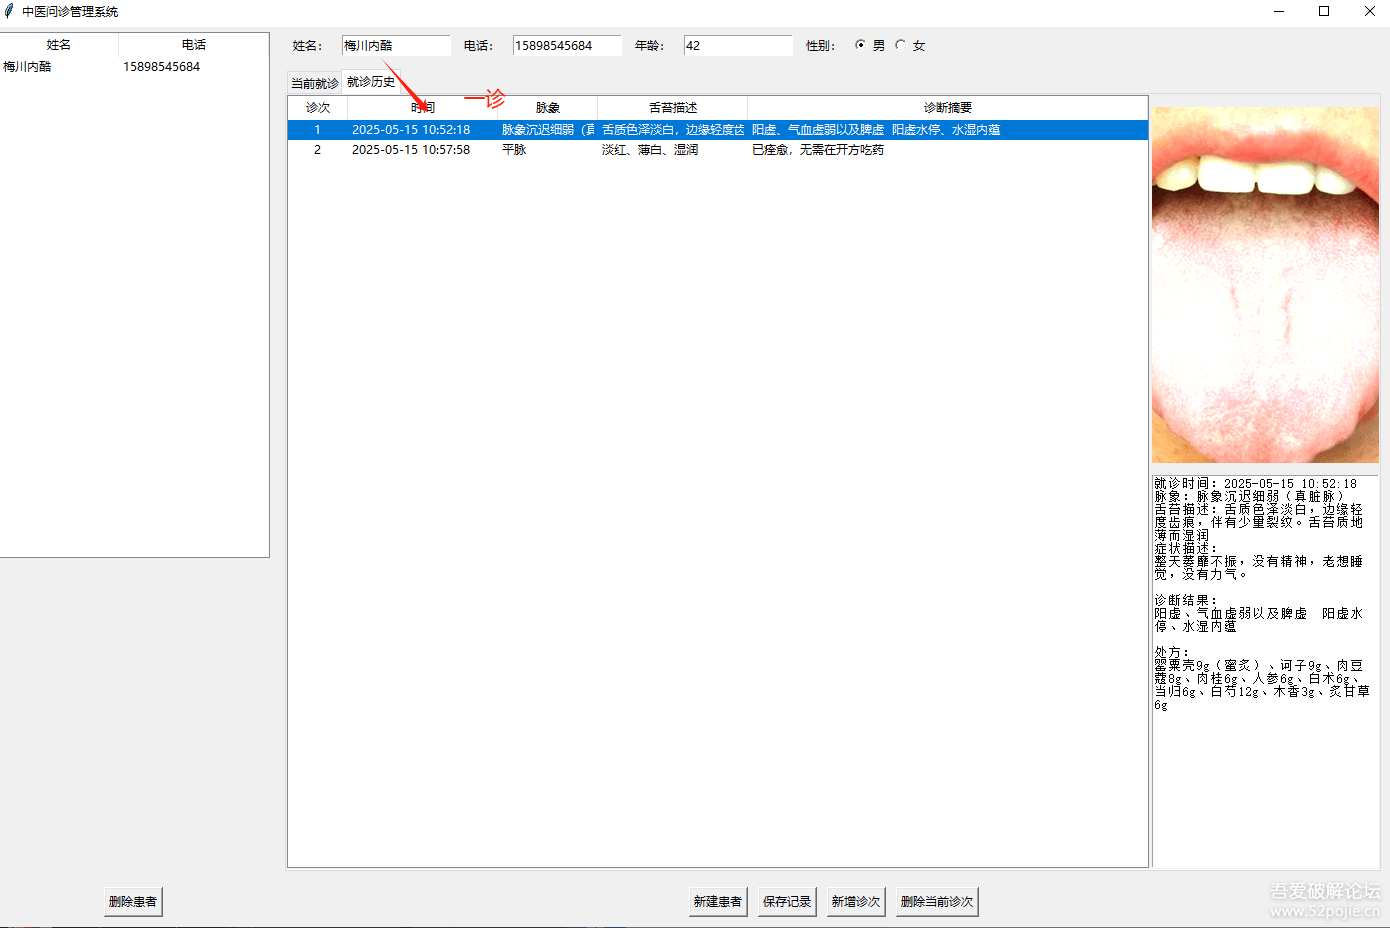 中医问诊管理系统
姓名 电话
梅川内酷 15898545684
姓名： 梅川内酷 电话： 15898545684 年龄： 42 性别： 男 女
当前就诊 就诊历史
一诊
诊次 时间 脉象 舌苔描述 诊断摘要
1 2025-05-15 10:52:18 脉象沉迟细弱（真 舌质色泽淡白，边缘轻度齿 阳虚、气血虚弱以及脾虚 阳虚水停、水湿内蕴
2 2025-05-15 10:57:58 平脉 淡红、薄白、湿润 已痊愈，无需在开方吃药
就诊时间：2025-05-15 10:52:18
脉象：脉象沉迟细弱（真脏脉）
舌苔描述：舌质色泽淡白，边缘轻
度齿痕，伴有少量裂纹。舌苔质地
薄而湿润
症状描述：
整天萎靡不振，没有精神，老想睡
觉，没有力气。
诊断结果：
阳虚、气血虚弱以及脾虚 阳虚水
停、水湿内蕴
处方：
罂粟壳9g（蜜炙）、诃子9g、肉豆
蔻8g、肉桂6g、人参6g、白术6g、
当归6g、白芍12g、木香3g、炙甘草
6g
删除患者 新建患者 保存记录 新增诊次 删除当前诊次
吾爱破解论坛
www.52pojie.cn